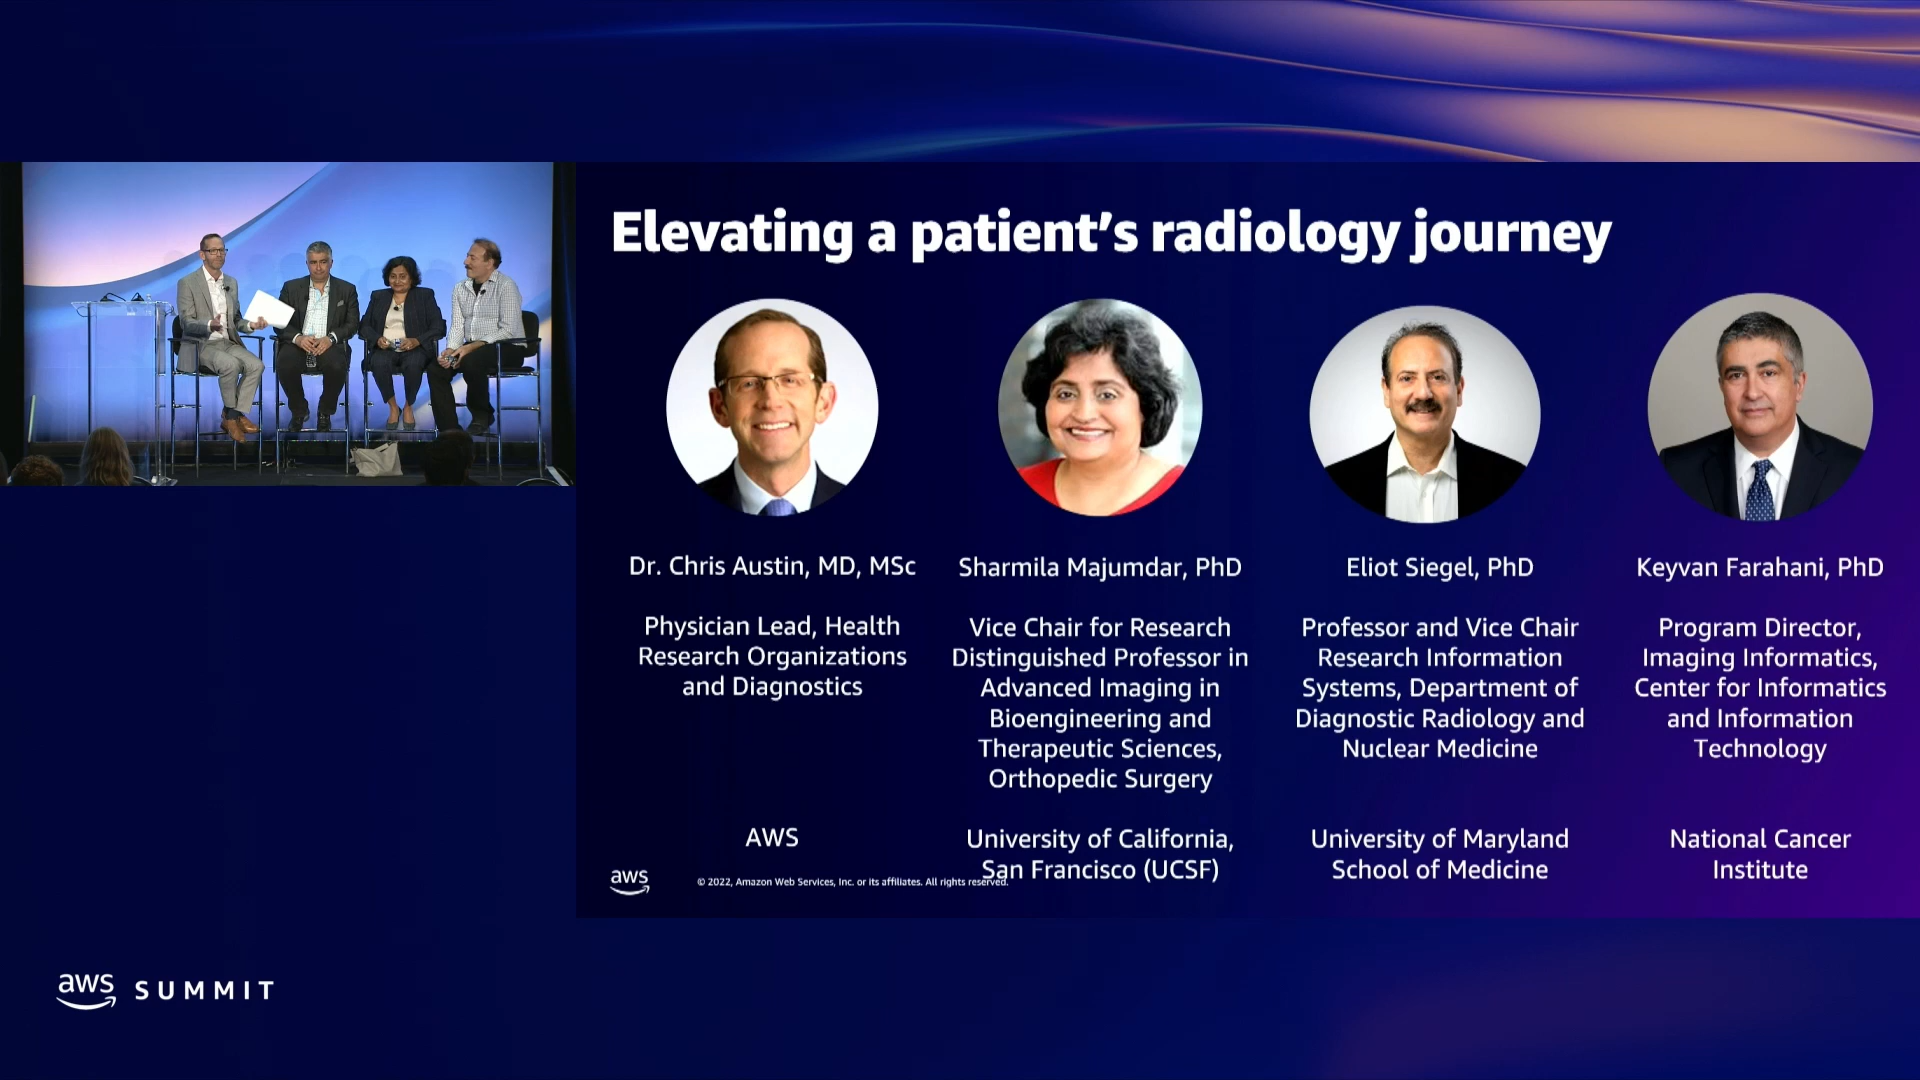 Elevating a patient's radiology journey
Dr. Chris Austin, MD, MSc
Physician Lead, Health
Research Organizations
and Diagnostics
AWS
Sharmila Majumdar, PhD
Vice Chair for Research
Distinguished Professor in
Advanced Imaging in
Bioengineering and
Therapeutic Sciences,
Orthopedic Surgery
University of California,
San Francisco (UCSF)
Eliot Siegel, PhD
Professor and Vice Chair
Research Information
Systems, Department of
Diagnostic Radiology and
Nuclear Medicine
University of Maryland
School of Medicine
Keyvan Farahani, PhD
Program Director,
Imaging Informatics,
Center for Informatics
and Information
Technology
National Cancer
Institute
aws
© 2022, Amazon Web Services, Inc. or its affiliates. All rights reserved.
aws SUMMIT